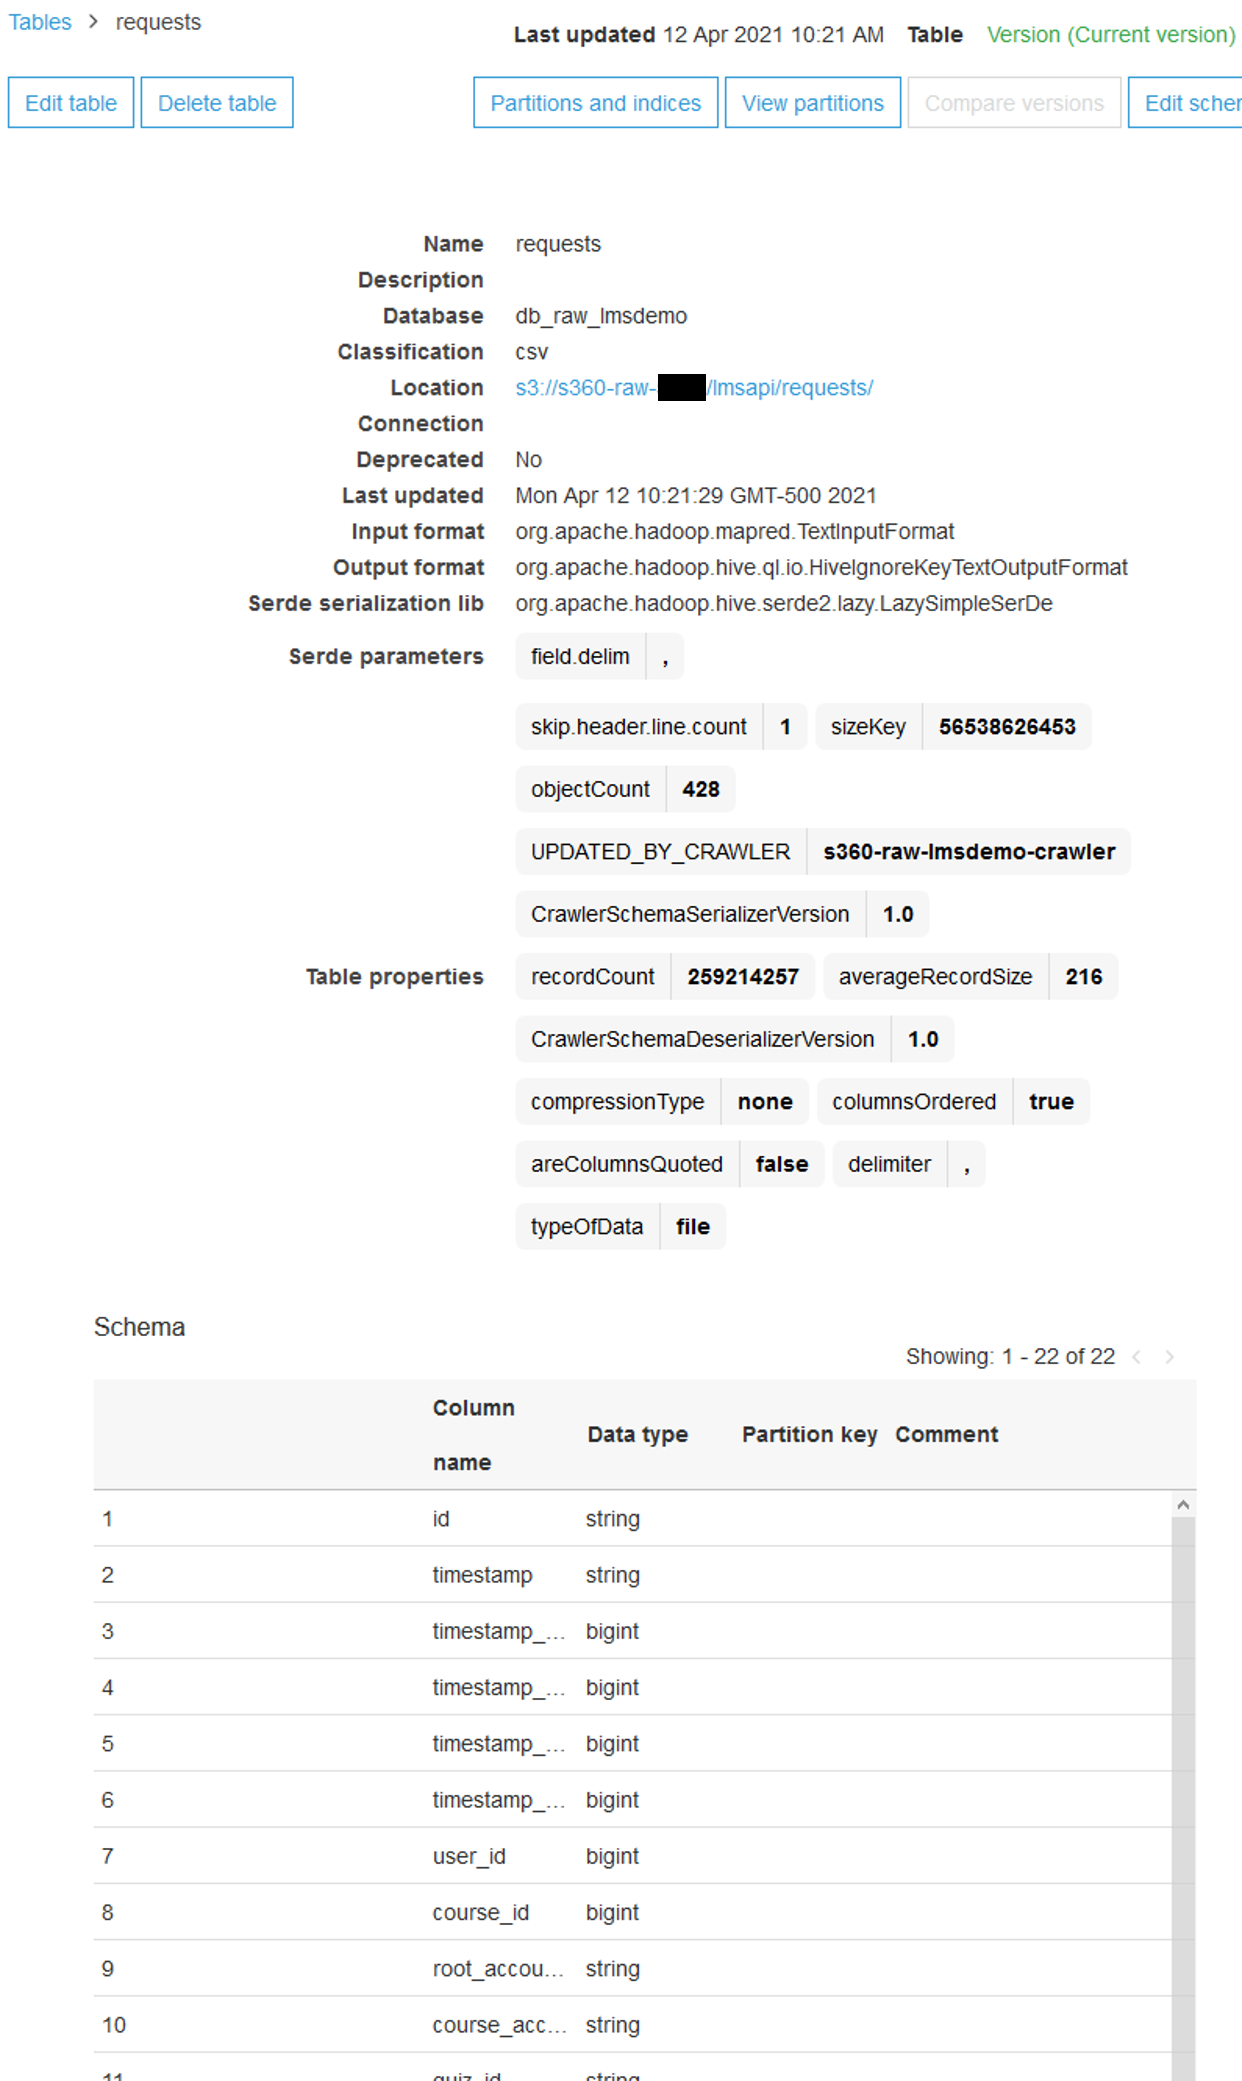 Tables > requests
Last updated 12 Apr 2021 10:21 AM Table Version (Current version)
Edit table Delete table Partitions and indices View partitions Compare versions Edit scher
Name requests
Description
Database db_raw_lmsdemo
Classification csv
Location s3://s360-raw- /lmsapi/requests/
Connection
Deprecated No
Last updated Mon Apr 12 10:21:29 GMT-500 2021
Input format org.apache.hadoop.mapred.TextInputFormat
Output format org.apache.hadoop.hive.ql.io.HiveIgnoreKeyTextOutputFormat
Serde serialization lib org.apache.hadoop.hive.serde2.lazy.LazySimpleSerDe
Serde parameters field.delim ,
skip.header.line.count 1 sizeKey 56538626453
objectCount 428
UPDATED_BY_CRAWLER s360-raw-lmsdemo-crawler
CrawlerSchemaSerializerVersion 1.0
Table properties recordCount 259214257 averageRecordSize 216
CrawlerSchemaDeserializerVersion 1.0
compressionType none columnsOrdered true
areColumnsQuoted false delimiter ,
typeOfData file
Schema
Showing: 1 - 22 of 22 < >
Column name Data type Partition key Comment
1 id string
2 timestamp string
3 timestamp_... bigint
4 timestamp_... bigint
5 timestamp_... bigint
6 timestamp_... bigint
7 user_id bigint
8 course_id bigint
9 root_accou... string
10 course_acc... string
11 quiz_id string